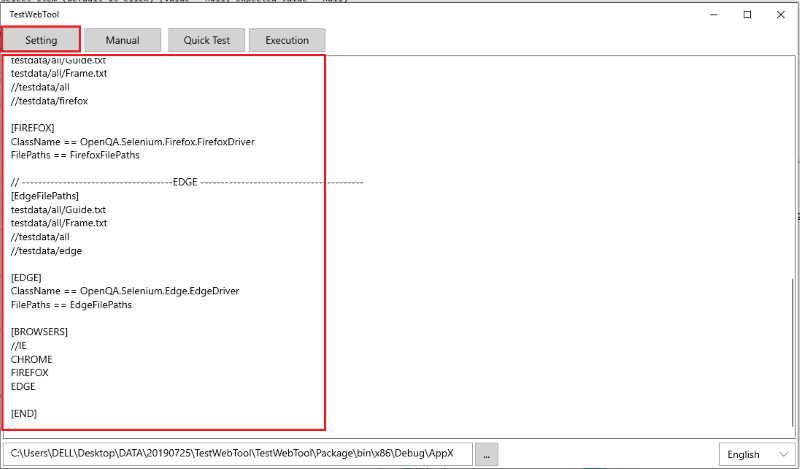 TestWebTool
Setting
Manual
Quick Test
Execution
testdata/all/Guide.txt
testdata/all/Frame.txt
//testdata/all
//testdata/firefox
[FIREFOX]
ClassName == OpenQA.Selenium.Firefox.FirefoxDriver
FilePaths == FirefoxFilePaths
// -------------------------------------EDGE ----------------------------------------
[EdgeFilePaths]
testdata/all/Guide.txt
testdata/all/Frame.txt
//testdata/all
//testdata/edge
[EDGE]
ClassName == OpenQA.Selenium.Edge.EdgeDriver
FilePaths == EdgeFilePaths
[BROWSERS]
//IE
CHROME
FIREFOX
EDGE
[END]
C:\Users\DELL\Desktop\DATA\20190725\TestWebTool\TestWebTool\Package\bin\x86\Debug\AppX
...
English